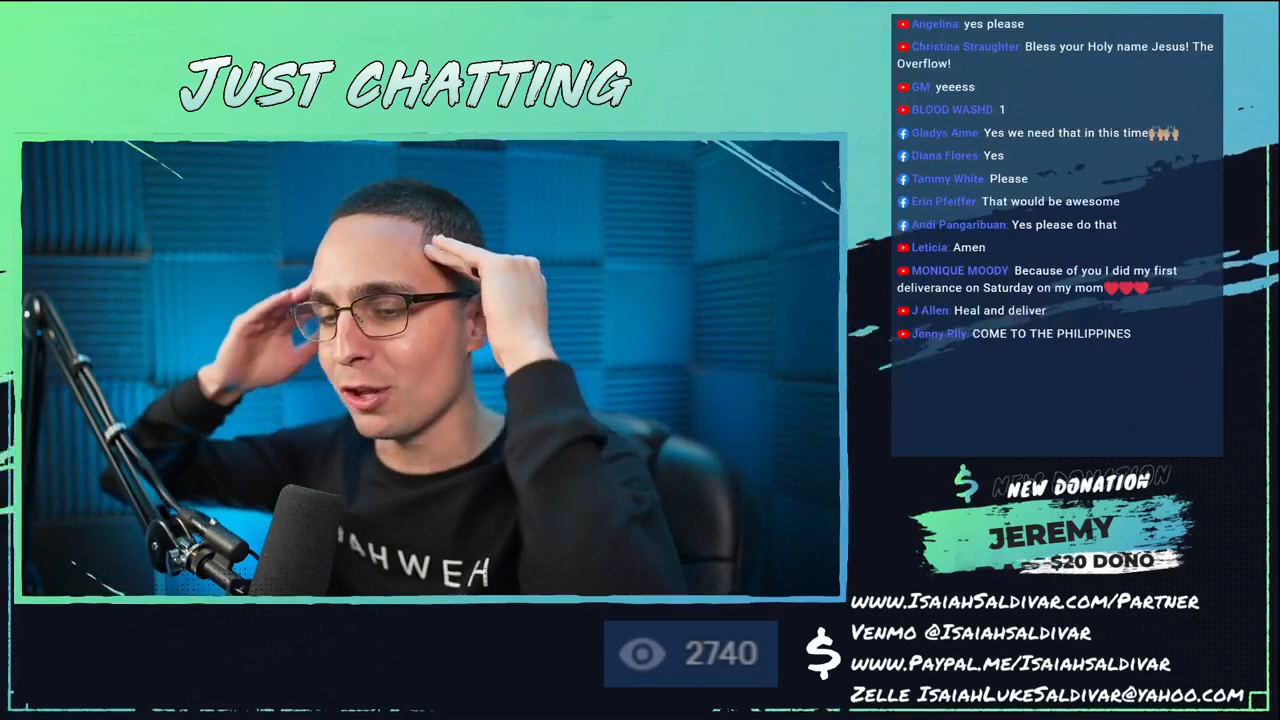 JUST CHATTING
Angelina: yes please
Christina Straughter: Bless your Holy name Jesus! The
Overflow!
GM: yeeess
BLOOD WASHD: 1
Gladys Anne: Yes we need that in this time🙌🏼🙌🏼
Diana Flores: Yes
Tammy White: Please
Erin Pfeiffer: That would be awesome
Andi Pangaribuan: Yes please do that
Leticia: Amen
MONIQUE MOODY: Because of you I did my first
deliverance on Saturday on my mom❤️❤️❤️
J Allen: Heal and deliver
Jenny Rlly: COME TO THE PHILIPPINES
YAHWEH
$ NEW DONATION
JEREMY
$20 DONO
2740
$
WWW.ISAIAHSALDIVAR.COM/PARTNER
VENMO @ISAIAHSALDIVAR
WWW.PAYPAL.ME/ISAIAHSALDIVAR
ZELLE ISAIAHLUKESALDIVAR@YAHOO.COM